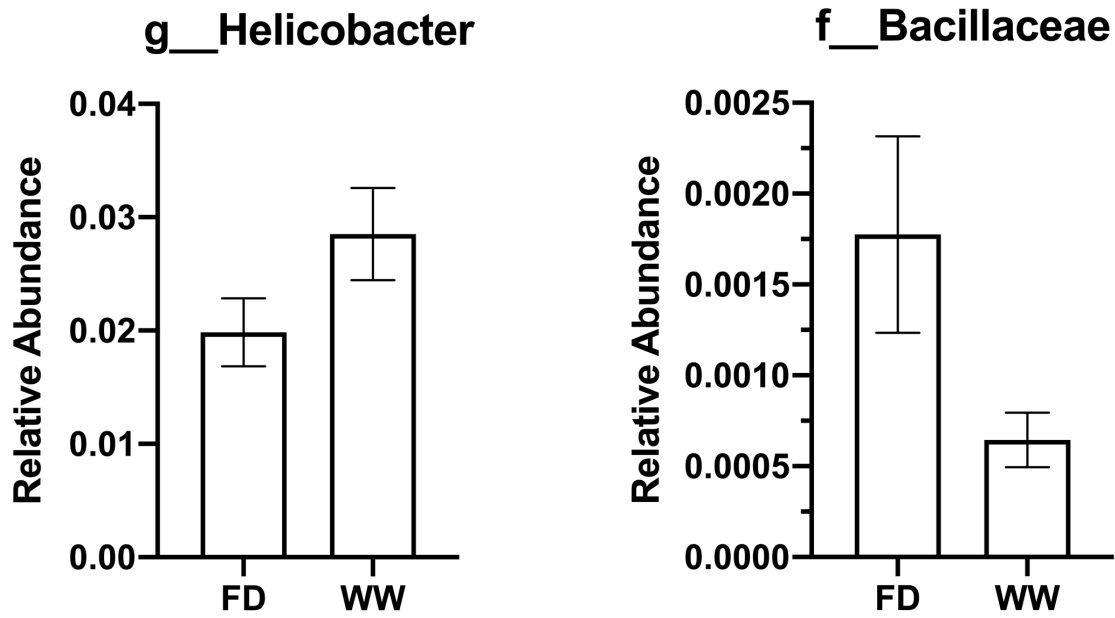 g__Helicobacter
Relative Abundance
0.04
0.03
0.02
0.01
0.00
FD WW
f__Bacillaceae
Relative Abundance
0.0025
0.0020
0.0015
0.0010
0.0005
0.0000
FD WW